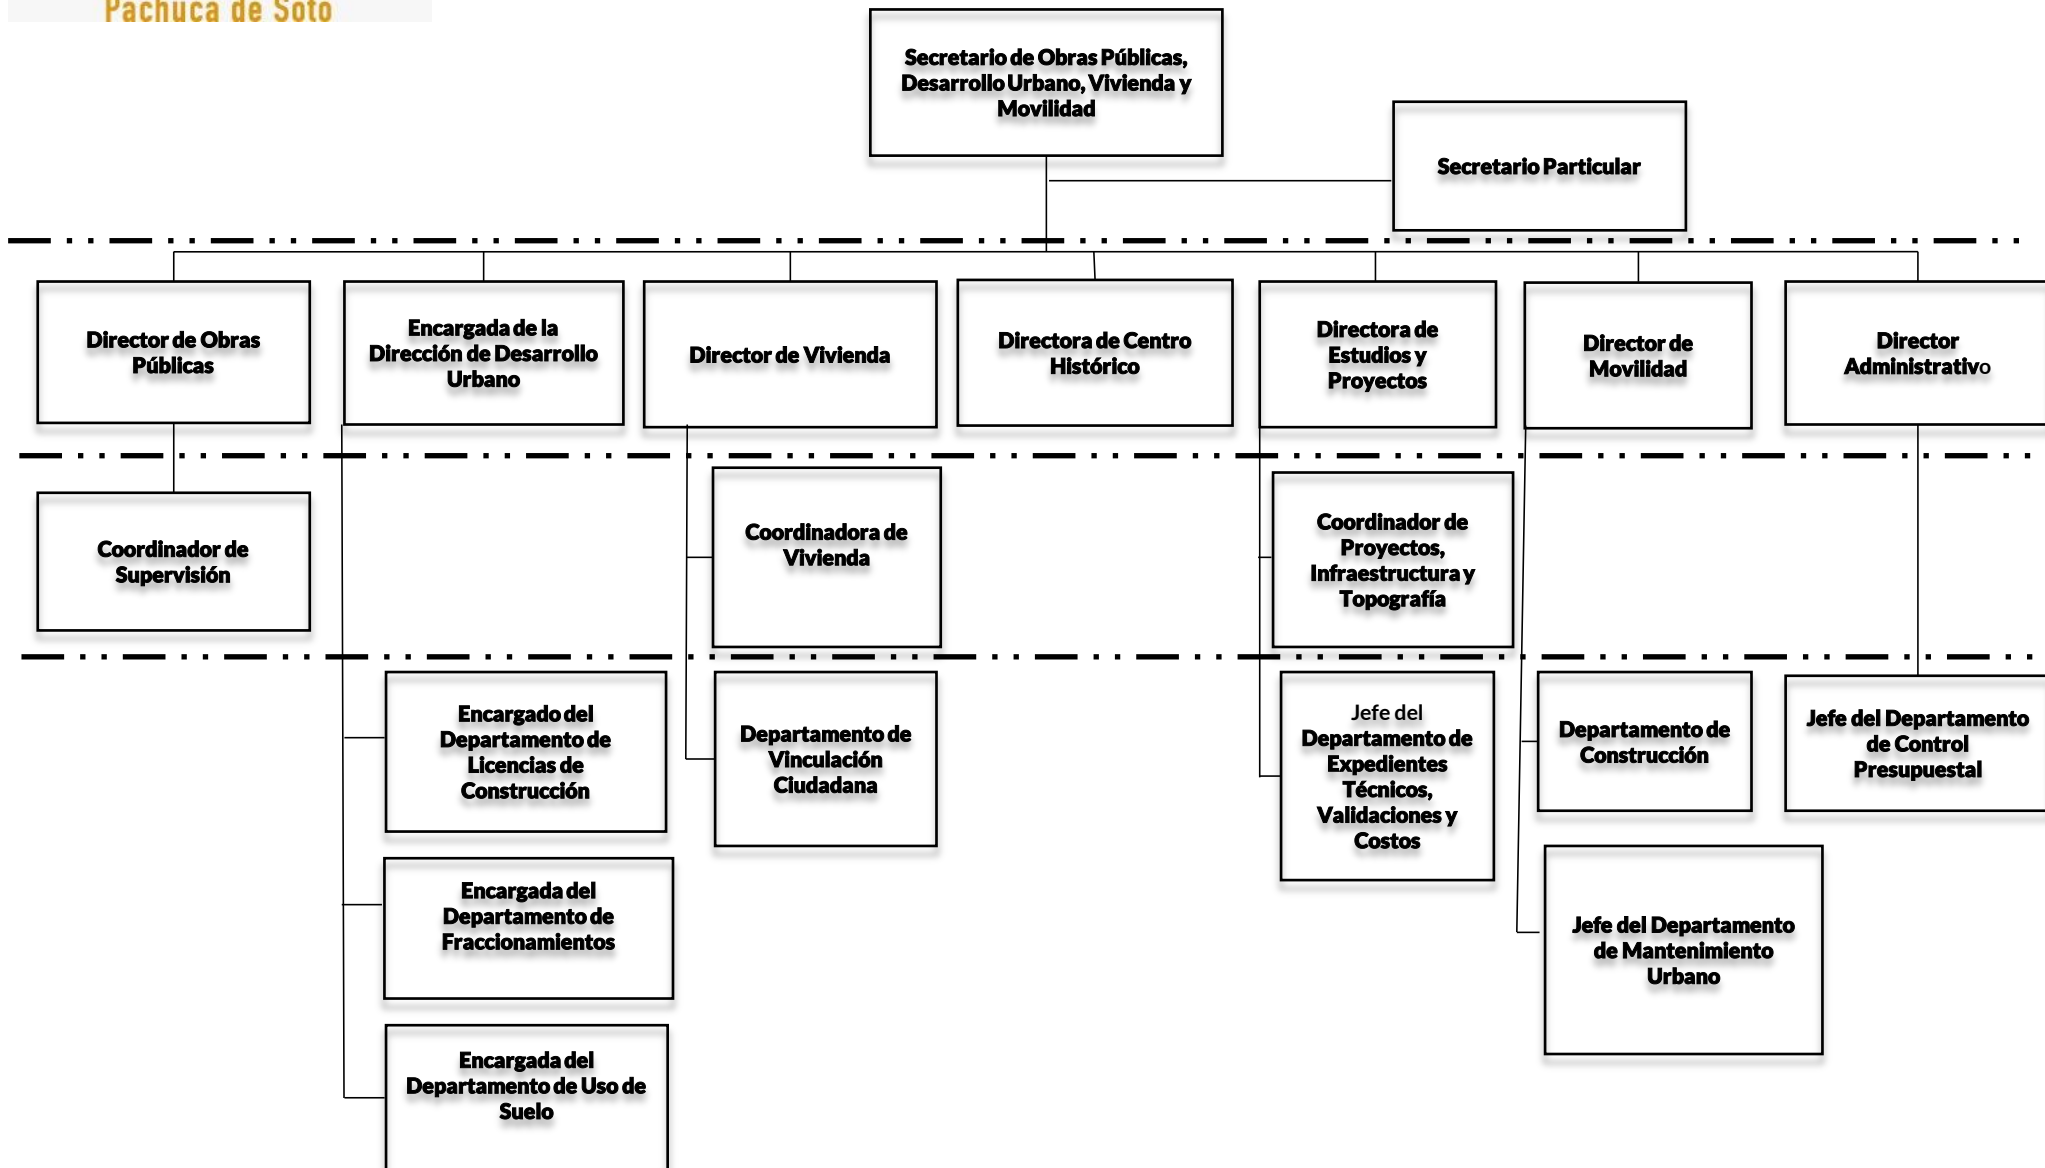 Pachuca de Soto
Secretario de Obras Públicas,
Desarrollo Urbano, Vivienda y
Movilidad
Secretario Particular
Director de Obras
Públicas
Encargada de la
Dirección de Desarrollo
Urbano
Director de Vivienda
Directora de Centro
Histórico
Directora de
Estudios y
Proyectos
Director de
Movilidad
Director
Administrativo
Coordinador de
Supervisión
Coordinadora de
Vivienda
Coordinador de
Proyectos,
Infraestructura y
Topografía
Encargado del
Departamento de
Licencias de
Construcción
Departamento de
Vinculación
Ciudadana
Jefe del
Departamento de
Expedientes
Técnicos,
Validaciones y
Costos
Departamento de
Construcción
Jefe del Departamento
de Control
Presupuestal
Encargada del
Departamento de
Fraccionamientos
Jefe del Departamento
de Mantenimiento
Urbano
Encargada del
Departamento de Uso de
Suelo